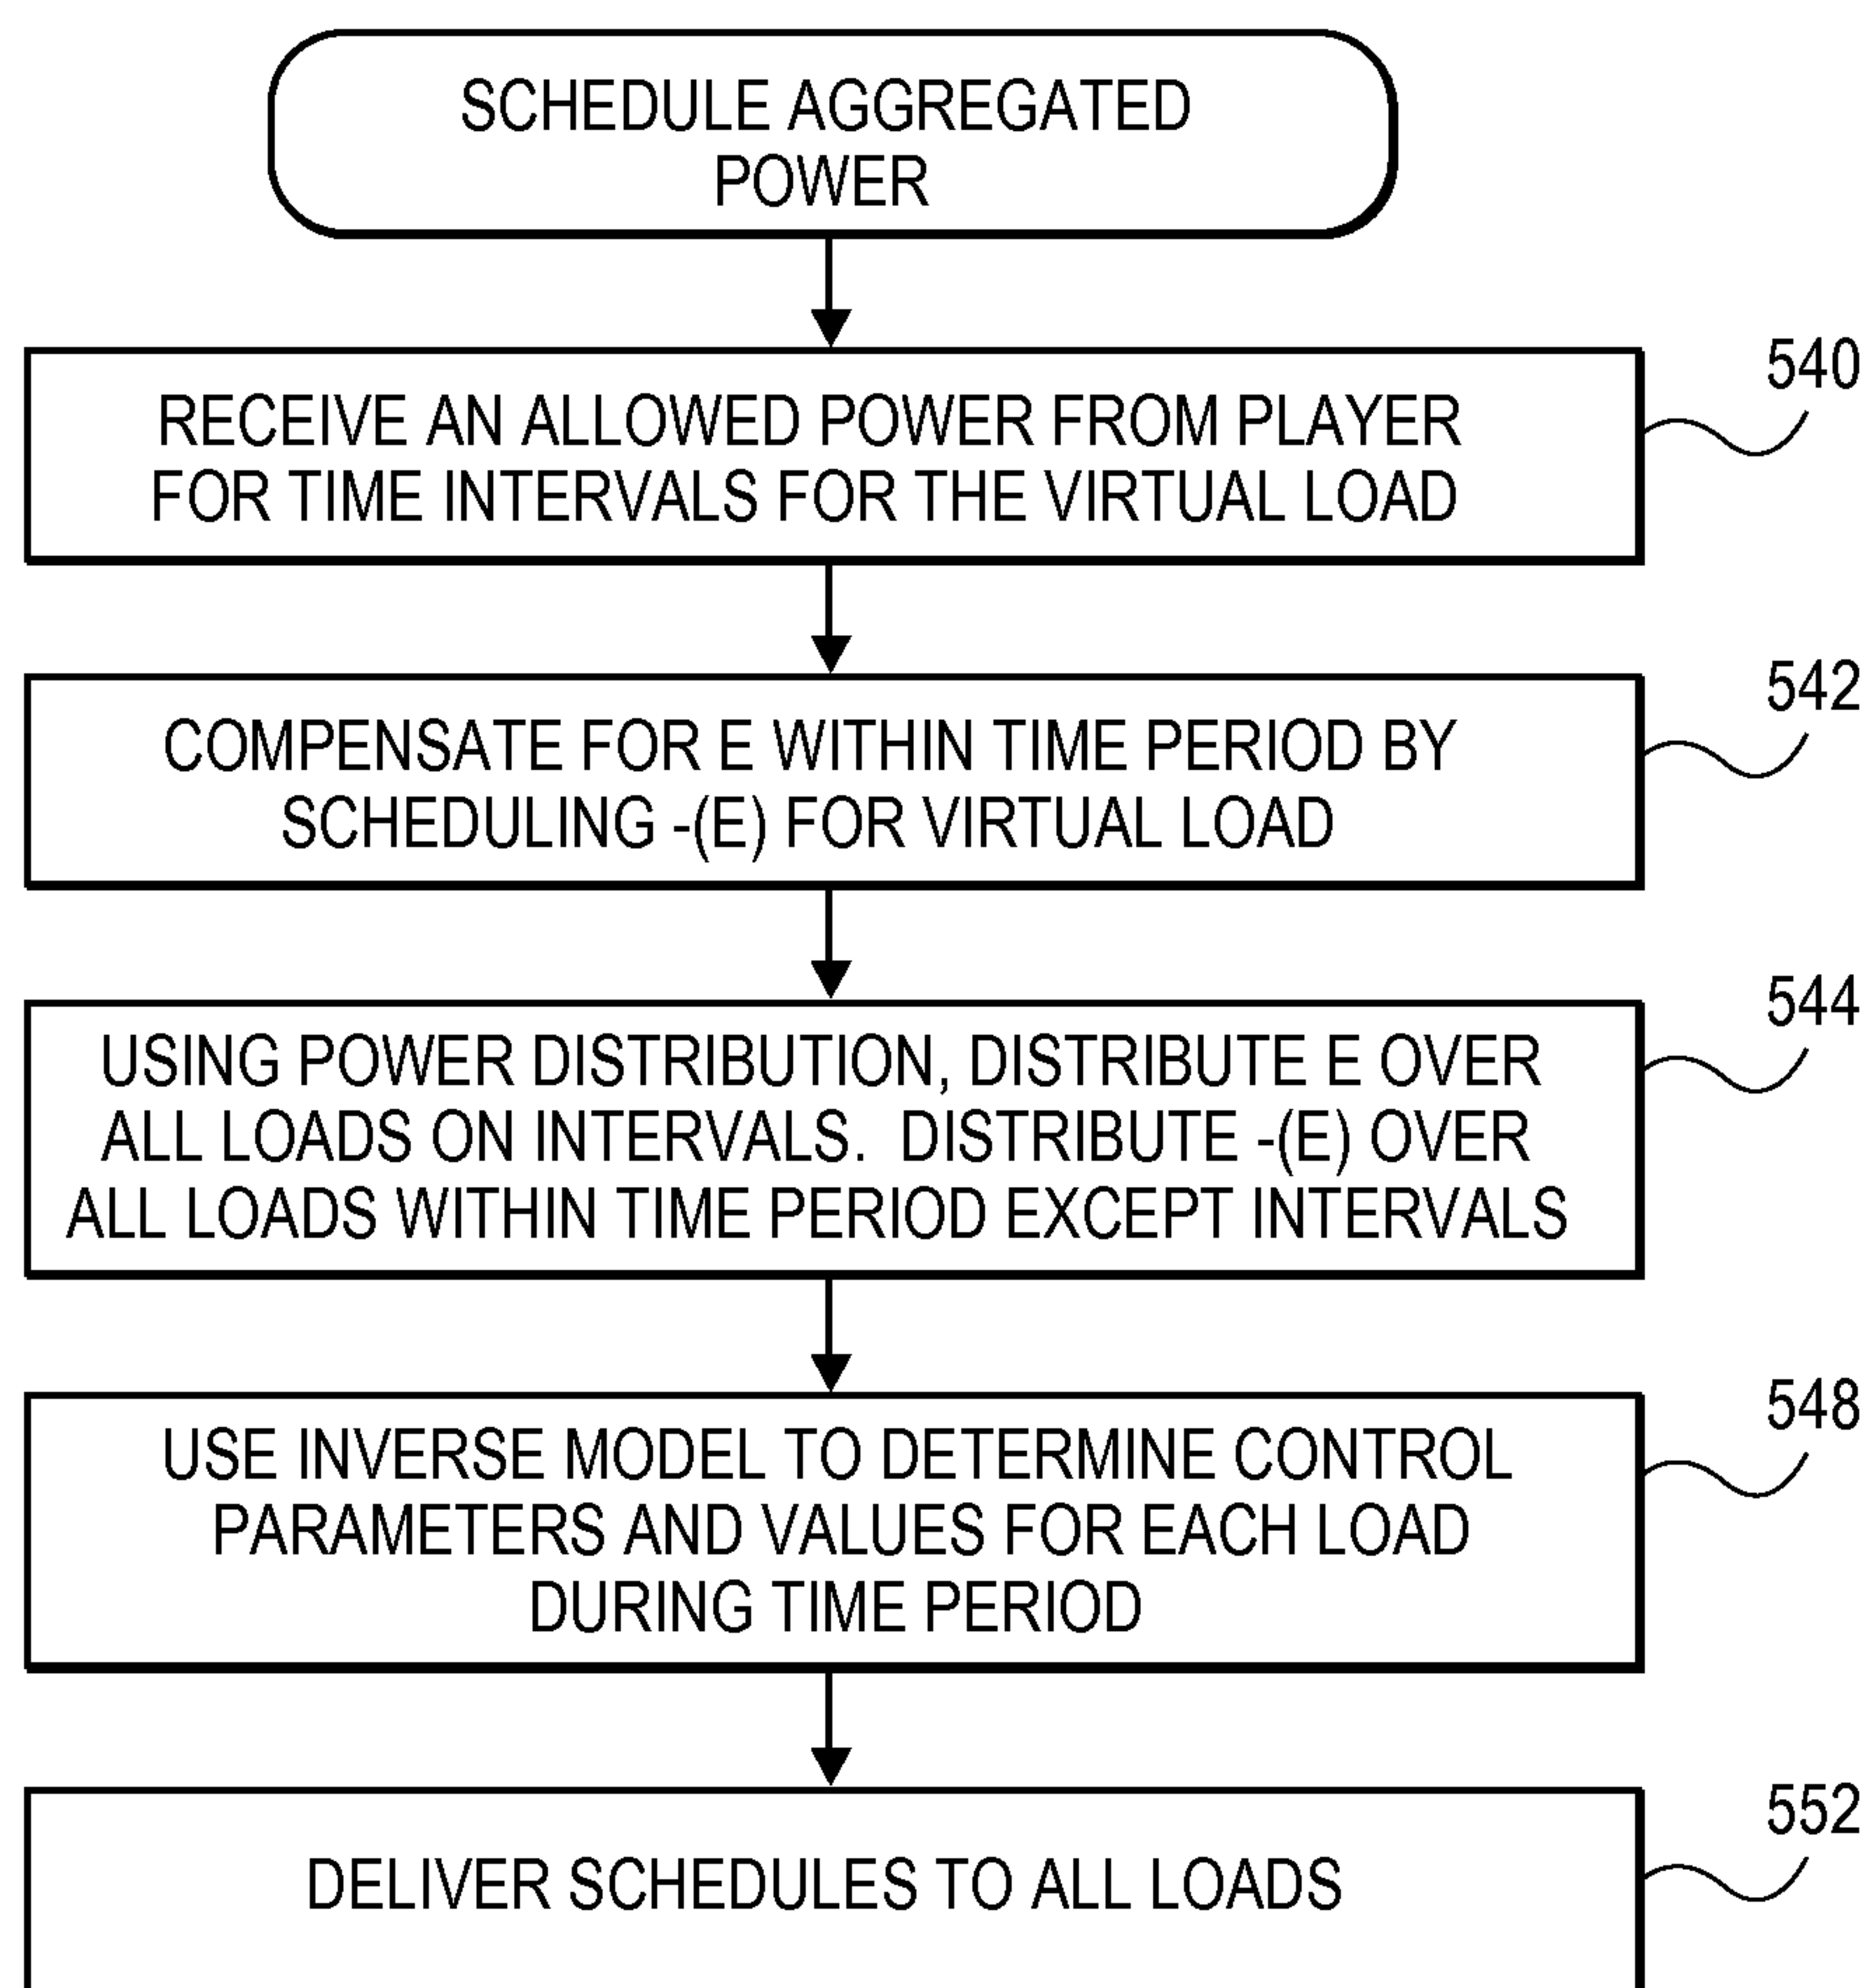 SCHEDULE AGGREGATED
POWER
540
RECEIVE AN ALLOWED POWER FROM PLAYER
FOR TIME INTERVALS FOR THE VIRTUAL LOAD
542
COMPENSATE FOR E WITHIN TIME PERIOD BY
SCHEDULING -(E) FOR VIRTUAL LOAD
544
USING POWER DISTRIBUTION, DISTRIBUTE E OVER
ALL LOADS ON INTERVALS. DISTRIBUTE -(E) OVER
ALL LOADS WITHIN TIME PERIOD EXCEPT INTERVALS
548
USE INVERSE MODEL TO DETERMINE CONTROL
PARAMETERS AND VALUES FOR EACH LOAD
DURING TIME PERIOD
552
DELIVER SCHEDULES TO ALL LOADS